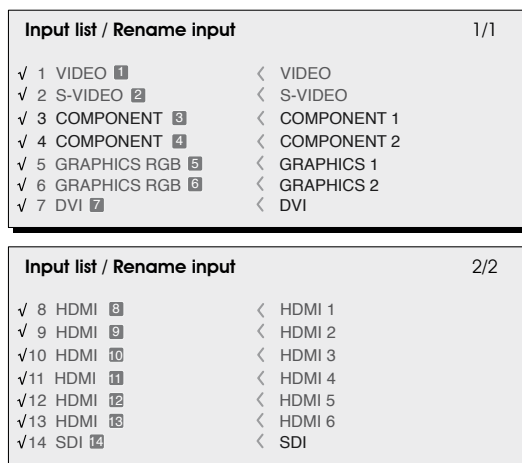 Input list / Rename input 1/1
√ 1 VIDEO 1 〈 VIDEO
√ 2 S-VIDEO 2 〈 S-VIDEO
√ 3 COMPONENT 3 〈 COMPONENT 1
√ 4 COMPONENT 4 〈 COMPONENT 2
√ 5 GRAPHICS RGB 5 〈 GRAPHICS 1
√ 6 GRAPHICS RGB 6 〈 GRAPHICS 2
√ 7 DVI 7 〈 DVI
Input list / Rename input 2/2
√ 8 HDMI 8 〈 HDMI 1
√ 9 HDMI 9 〈 HDMI 2
√10 HDMI 10 〈 HDMI 3
√11 HDMI 11 〈 HDMI 4
√12 HDMI 12 〈 HDMI 5
√13 HDMI 13 〈 HDMI 6
√14 SDI 14 〈 SDI